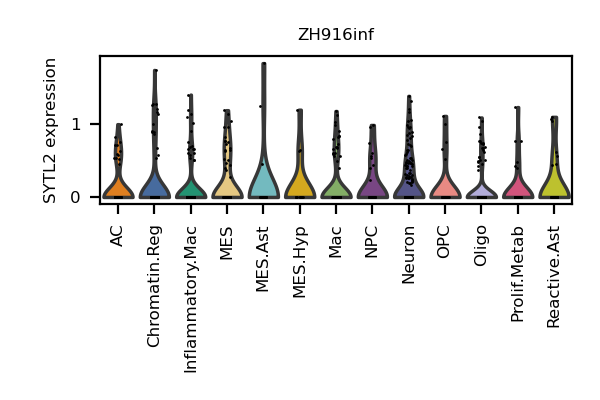 ZH916inf
SYTL2 expression
1
0
AC
Chromatin.Reg
Inflammatory.Mac
MES
MES.Ast
MES.Hyp
Mac
NPC
Neuron
OPC
Oligo
Prolif.Metab
Reactive.Ast